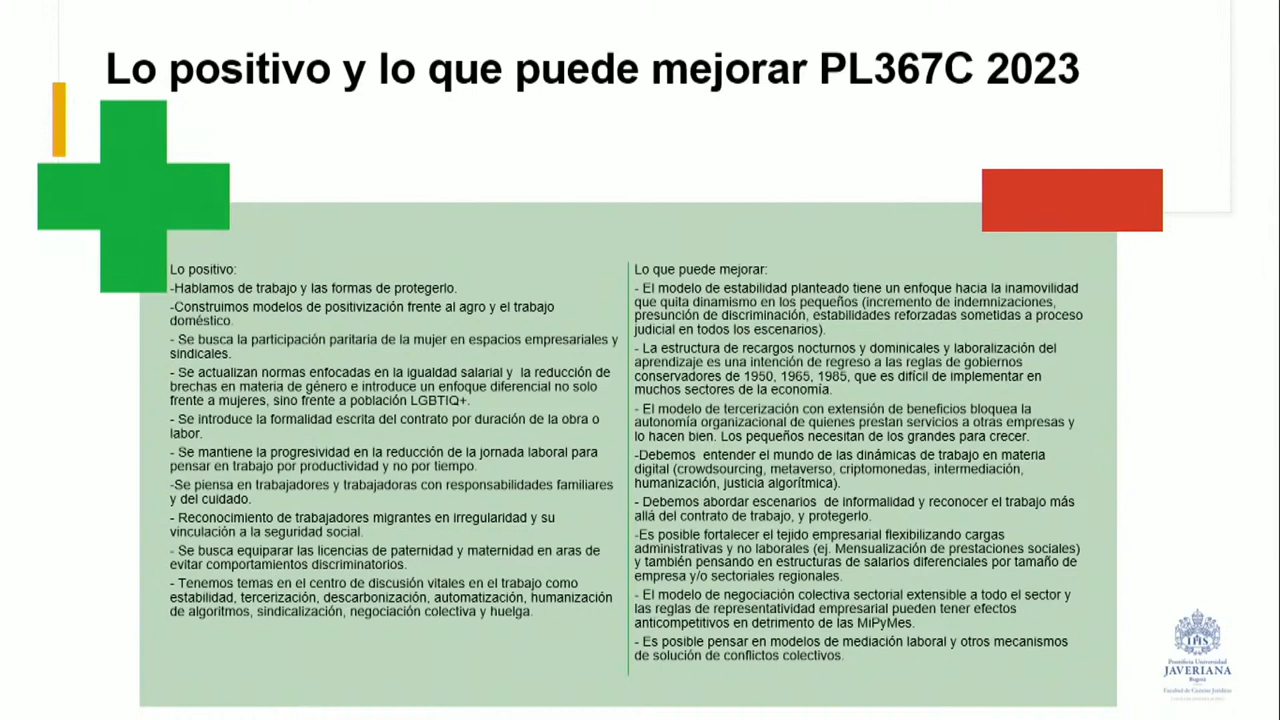 Lo positivo y lo que puede mejorar PL367C 2023
Lo positivo:
-Hablamos de trabajo y las formas de protegerlo.
-Construimos modelos de positivización frente al agro y el trabajo
doméstico.
- Se busca la participación paritaria de la mujer en espacios empresariales y
sindicales.
- Se actualizan normas enfocadas en la igualdad salarial y la reducción de
brechas en materia de género e introduce un enfoque diferencial no solo
frente a mujeres, sino frente a población LGBTIQ+.
- Se introduce la formalidad escrita del contrato por duración de la obra o
labor.
- Se mantiene la progresividad en la reducción de la jornada laboral para
pensar en trabajo por productividad y no por tiempo.
-Se piensa en trabajadores y trabajadoras con responsabilidades familiares
y del cuidado.
- Reconocimiento de trabajadores migrantes en irregularidad y su
vinculación a la seguridad social.
- Se busca equiparar las licencias de paternidad y maternidad en aras de
evitar comportamientos discriminatorios.
- Tenemos temas en el centro de discusión vitales en el trabajo como
estabilidad, tercerización, descarbonización, automatización, humanización
de algoritmos, sindicalización, negociación colectiva y huelga.
Lo que puede mejorar:
- El modelo de estabilidad planteado tiene un enfoque hacia la inamovilidad
que quita dinamismo en los pequeños (incremento de indemnizaciones,
presunción de discriminación, estabilidades reforzadas sometidas a proceso
judicial en todos los escenarios).
- La estructura de recargos nocturnos y dominicales y laboralización del
aprendizaje es una intención de regreso a las reglas de gobiernos
conservadores de 1950, 1965, 1985, que es difícil de implementar en
muchos sectores de la economía.
- El modelo de tercerización con extensión de beneficios bloquea la
autonomía organizacional de quienes prestan servicios a otras empresas y
lo hacen bien. Los pequeños necesitan de los grandes para crecer.
-Debemos entender el mundo de las dinámicas de trabajo en materia
digital (crowdsourcing, metaverso, criptomonedas, intermediación,
humanización, justicia algorítmica).
- Debemos abordar escenarios de informalidad y reconocer el trabajo más
allá del contrato de trabajo, y protegerlo.
-Es posible fortalecer el tejido empresarial flexibilizando cargas
administrativas y no laborales (ej. Mensualización de prestaciones sociales)
y también pensando en estructuras de salarios diferenciales por tamaño de
empresa y/o sectoriales regionales.
- El modelo de negociación colectiva sectorial extensible a todo el sector y
las reglas de representatividad empresarial pueden tener efectos
anticompetitivos en detrimento de las MiPyMes.
- Es posible pensar en modelos de mediación laboral y otros mecanismos
de solución de conflictos colectivos.
IHS
Pontificia Universidad
JAVERIANA
Bogotá
Facultad de Ciencias Jurídicas